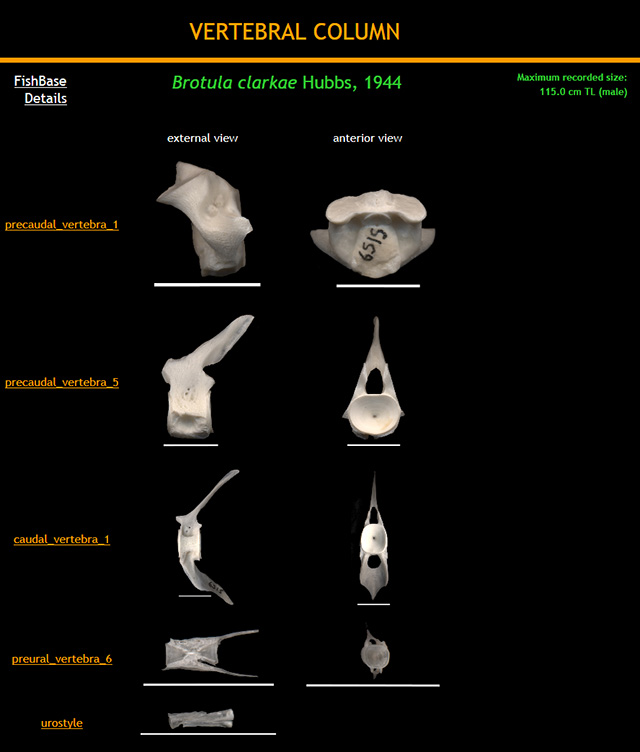 VERTEBRAL COLUMN
FishBase
Details
Brotula clarkae Hubbs, 1944
Maximum recorded size:
115.0 cm TL (male)
external view
anterior view
precaudal_vertebra_1
6515
precaudal_vertebra_5
caudal_vertebra_1
6515
preural_vertebra_6
urostyle